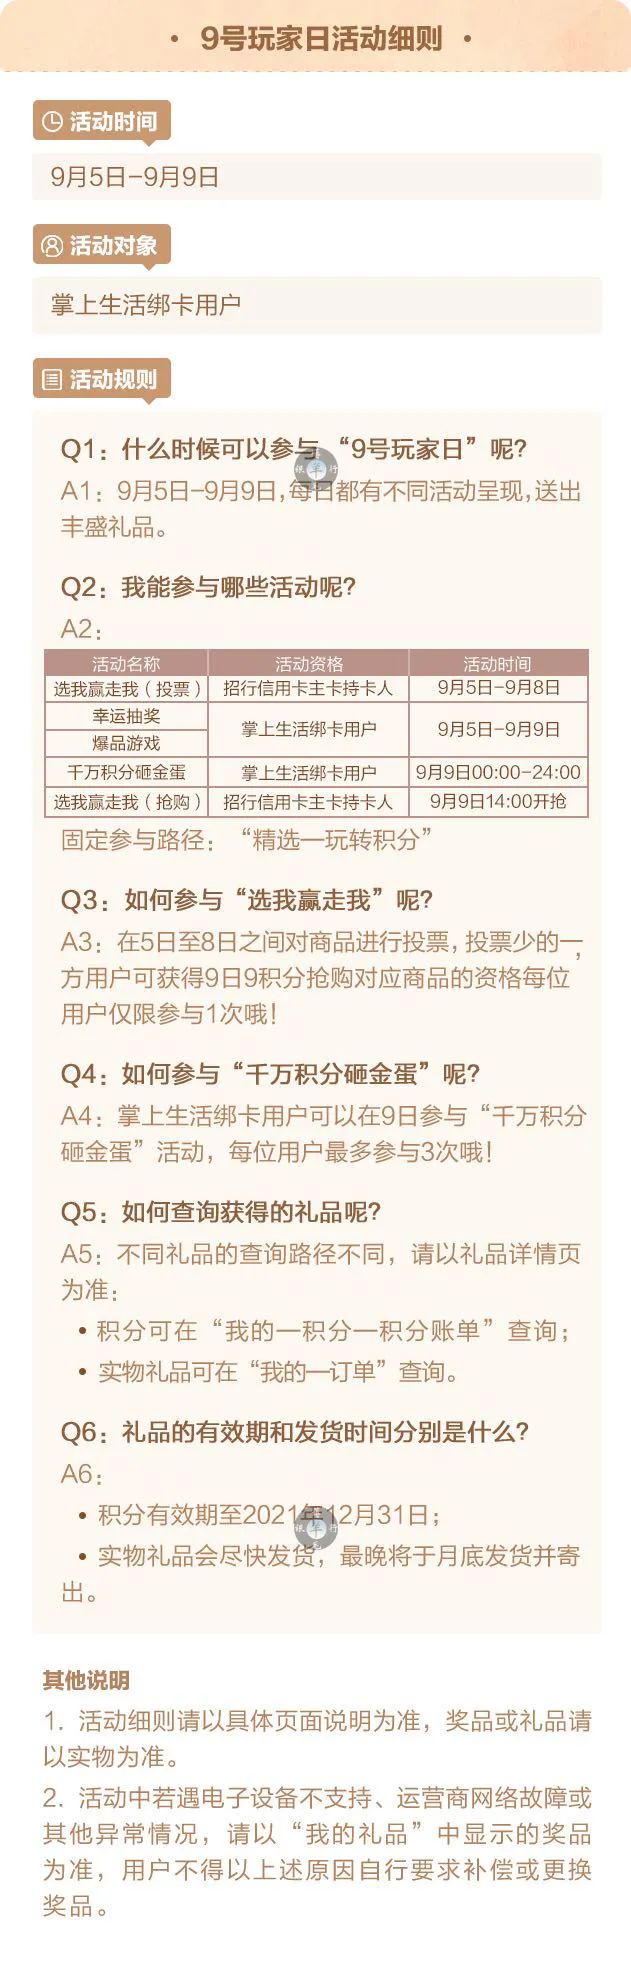 • 9号玩家日活动细则 •
活动时间
9月5日-9月9日
活动对象
掌上生活绑卡用户
活动规则
Q1：什么时候可以参与“9号玩家日”呢？
A1：9月5日-9月9日，每日都有不同活动呈现，送出
丰盛礼品。
Q2：我能参与哪些活动呢？
A2：
活动名称 活动资格 活动时间
选我赢走我（投票） 招行信用卡主卡持卡人 9月5日-9月8日
幸运抽奖 掌上生活绑卡用户 9月5日-9月9日
爆品游戏
千万积分砸金蛋 掌上生活绑卡用户 9月9日00:00-24:00
选我赢走我（抢购） 招行信用卡主卡持卡人 9月9日14:00开抢
固定参与路径：“精选—玩转积分”
Q3：如何参与“选我赢走我”呢？
A3：在5日至8日之间对商品进行投票，投票少的一
方用户可获得9日9积分抢购对应商品的资格，每位
用户仅限参与1次哦！
Q4：如何参与“千万积分砸金蛋”呢？
A4：掌上生活绑卡用户可以在9日参与“千万积分
砸金蛋”活动，每位用户最多参与3次哦！
Q5：如何查询获得的礼品呢？
A5：不同礼品的查询路径不同，请以礼品详情页
为准：
• 积分可在“我的—积分—积分账单”查询；
• 实物礼品可在“我的—订单”查询。
Q6：礼品的有效期和发货时间分别是什么？
A6：
• 积分有效期至2021年12月31日；
• 实物礼品会尽快发货，最晚将于月底发货并寄
出。
其他说明
1. 活动细则请以具体页面说明为准，奖品或礼品请
以实物为准。
2. 活动中若遇电子设备不支持、运营商网络故障或
其他异常情况，请以“我的礼品”中显示的奖品
为准，用户不得以上述原因自行要求补偿或更换
奖品。